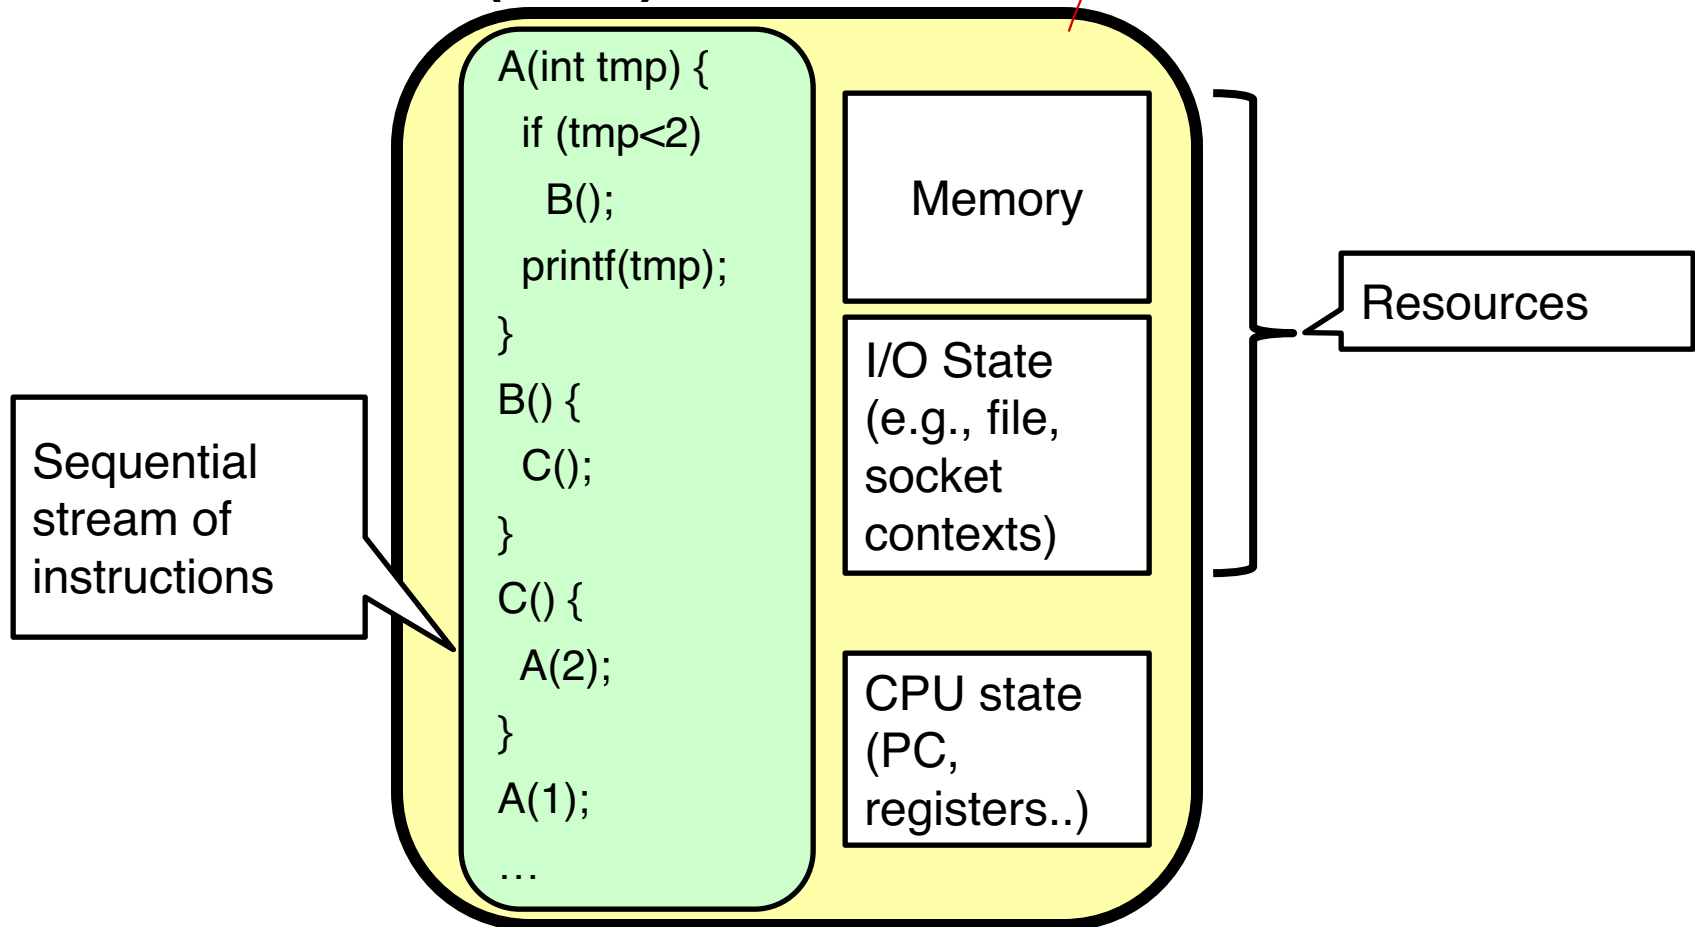 A(int tmp) {
if (tmp<2)
B();
printf(tmp);
}
B() {
C();
}
C() {
A(2);
}
A(1);
…
Memory
I/O State
(e.g., file,
socket
contexts)
CPU state
(PC,
registers..)
Resources
Sequential
stream of
instructions